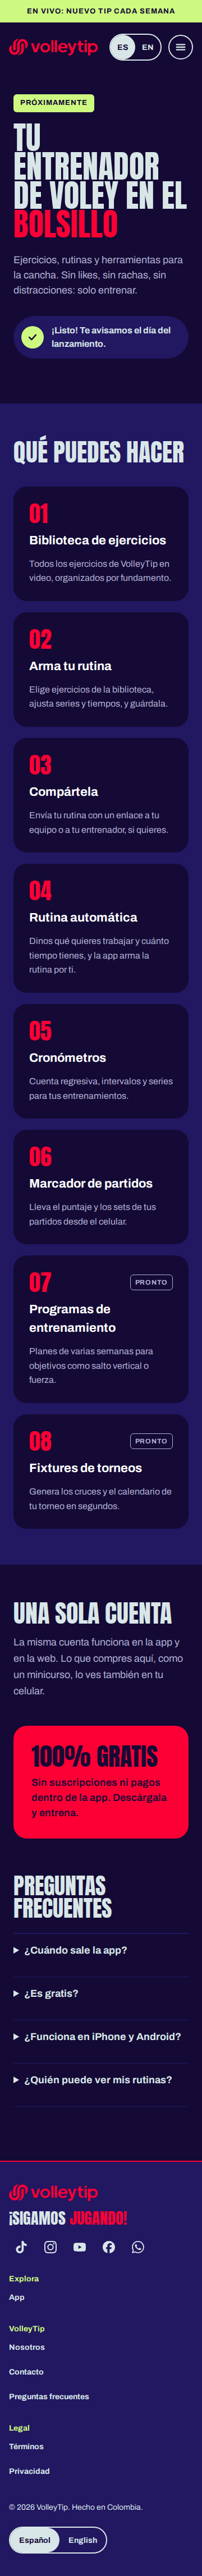 EN VIVO: NUEVO TIP CADA SEMANA
volleytip
ES EN
PRÓXIMAMENTE
TU
ENTRENADOR
DE VOLEY EN EL
BOLSILLO
Ejercicios, rutinas y herramientas para
la cancha. Sin likes, sin rachas, sin
distracciones: solo entrenar.
¡Listo! Te avisamos el día del
lanzamiento.
QUÉ PUEDES HACER
01
Biblioteca de ejercicios
Todos los ejercicios de VolleyTip en
video, organizados por fundamento.
02
Arma tu rutina
Elige ejercicios de la biblioteca,
ajusta series y tiempos, y guárdala.
03
Compártela
Envía tu rutina con un enlace a tu
equipo o a tu entrenador, si quieres.
04
Rutina automática
Dinos qué quieres trabajar y cuánto
tiempo tienes, y la app arma la
rutina por ti.
05
Cronómetros
Cuenta regresiva, intervalos y series
para tus entrenamientos.
06
Marcador de partidos
Lleva el puntaje y los sets de tus
partidos desde el celular.
07
PRONTO
Programas de
entrenamiento
Planes de varias semanas para
objetivos como salto vertical o
fuerza.
08
PRONTO
Fixtures de torneos
Genera los cruces y el calendario de
tu torneo en segundos.
UNA SOLA CUENTA
La misma cuenta funciona en la app y
en la web. Lo que compres aquí, como
un minicurso, lo ves también en tu
celular.
100% GRATIS
Sin suscripciones ni pagos
dentro de la app. Descárgala
y entrena.
PREGUNTAS
FRECUENTES
¿Cuándo sale la app?
¿Es gratis?
¿Funciona en iPhone y Android?
¿Quién puede ver mis rutinas?
volleytip
¡SIGAMOS JUGANDO!
Explora
App
VolleyTip
Nosotros
Contacto
Preguntas frecuentes
Legal
Términos
Privacidad
© 2026 VolleyTip. Hecho en Colombia.
Español English